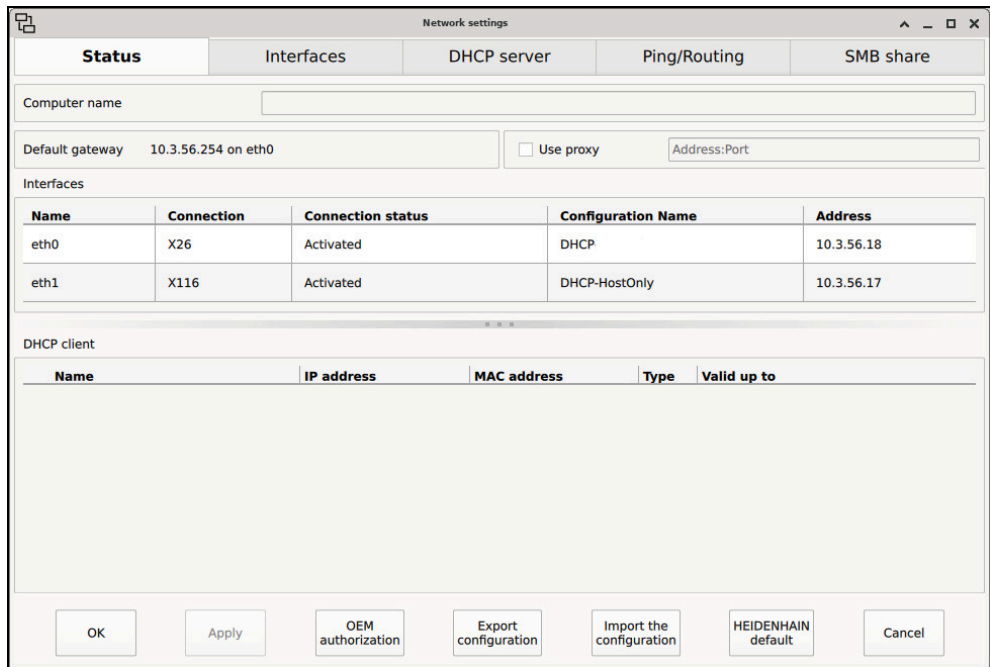 Network settings
Status Interfaces DHCP server Ping/Routing SMB share
Computer name
Default gateway 10.3.56.254 on eth0 Use proxy Address:Port
Interfaces
Name Connection Connection status Configuration Name Address
eth0 X26 Activated DHCP 10.3.56.18
eth1 X116 Activated DHCP-HostOnly 10.3.56.17
DHCP client
Name IP address MAC address Type Valid up to
OK Apply OEM authorization Export configuration Import the configuration HEIDENHAIN default Cancel